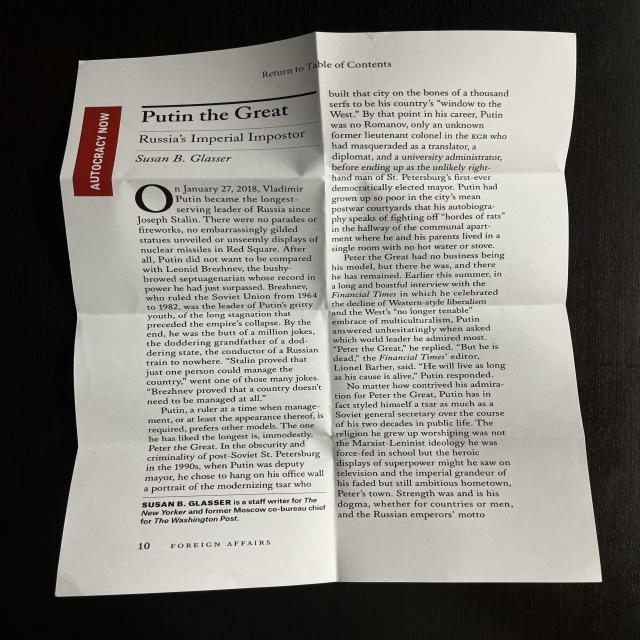 Return to Table of Contents
AUTOCRACY NOW
Putin the Great
Russia's Imperial Impostor
Susan B. Glasser
On January 27, 2018, Vladimir
Putin became the longest-
serving leader of Russia since
Joseph Stalin. There were no parades or
fireworks, no embarrassingly gilded
statues unveiled or unseemly displays of
nuclear missiles in Red Square. After
all, Putin did not want to be compared
with Leonid Brezhnev, the bushy-
browed septuagenarian whose record in
power he had just surpassed. Brezhnev,
who ruled the Soviet Union from 1964
to 1982, was the leader of Putin's gritty
youth, of the long stagnation that
preceded the empire's collapse. By the
end, he was the butt of a million jokes,
the doddering grandfather of a dod-
dering state, the conductor of a Russian
train to nowhere. "Stalin proved that
just one person could manage the
country," went one of those many jokes.
"Brezhnev proved that a country doesn't
need to be managed at all."
Putin, a ruler at a time when manage-
ment, or at least the appearance thereof, is
required, prefers other models. The one
he has liked the longest is, immodestly,
Peter the Great. In the obscurity and
criminality of post-Soviet St. Petersburg
in the 1990s, when Putin was deputy
mayor, he chose to hang on his office wall
a portrait of the modernizing tsar who
SUSAN B. GLASSER is a staff writer for The
New Yorker and former Moscow co-bureau chief
for The Washington Post.
10 FOREIGN AFFAIRS
built that city on the bones of a thousand
serfs to be his country's "window to the
West." By that point in his career, Putin
was no Romanov, only an unknown
former lieutenant colonel in the KGB who
had masqueraded as a translator, a
diplomat, and a university administrator,
before ending up as the unlikely right-
hand man of St. Petersburg's first-ever
democratically elected mayor. Putin had
grown up so poor in the city's mean
postwar courtyards that his autobiogra-
phy speaks of fighting off "hordes of rats"
in the hallway of the communal apart-
ment where he and his parents lived in a
single room with no hot water or stove.
Peter the Great had no business being
his model, but there he was, and there
he has remained. Earlier this summer, in
a long and boastful interview with the
Financial Times in which he celebrated
the decline of Western-style liberalism
and the West's "no longer tenable"
embrace of multiculturalism, Putin
answered unhesitatingly when asked
which world leader he admired most.
"Peter the Great," he replied. "But he is
dead," the Financial Times' editor,
Lionel Barber, said. "He will live as long
as his cause is alive," Putin responded.
No matter how contrived his admira-
tion for Peter the Great, Putin has in
fact styled himself a tsar as much as a
Soviet general secretary over the course
of his two decades in public life. The
religion he grew up worshiping was not
the Marxist-Leninist ideology he was
force-fed in school but the heroic
displays of superpower might he saw on
television and the imperial grandeur of
his faded but still ambitious hometown,
Peter's town. Strength was and is his
dogma, whether for countries or men,
and the Russian emperors' motto